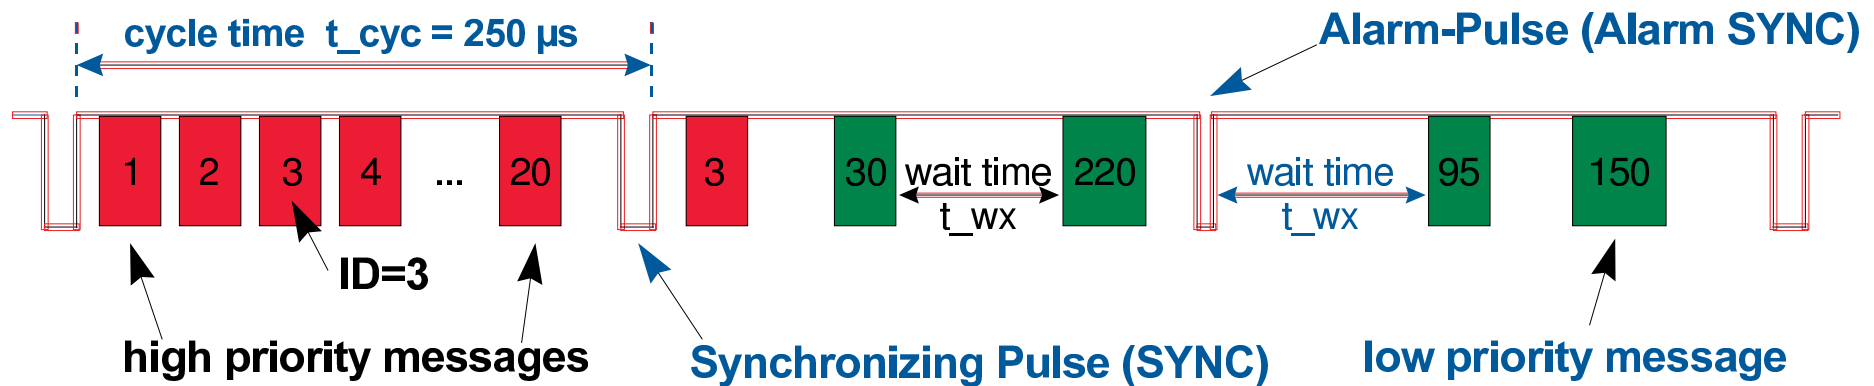 cycle time t_cyc = 250 µs
Alarm-Pulse (Alarm SYNC)
1 2 3 4 ... 20 3 30 wait time 220 wait time 95 150
t_wx t_wx
ID=3
high priority messages
Synchronizing Pulse (SYNC)
low priority message